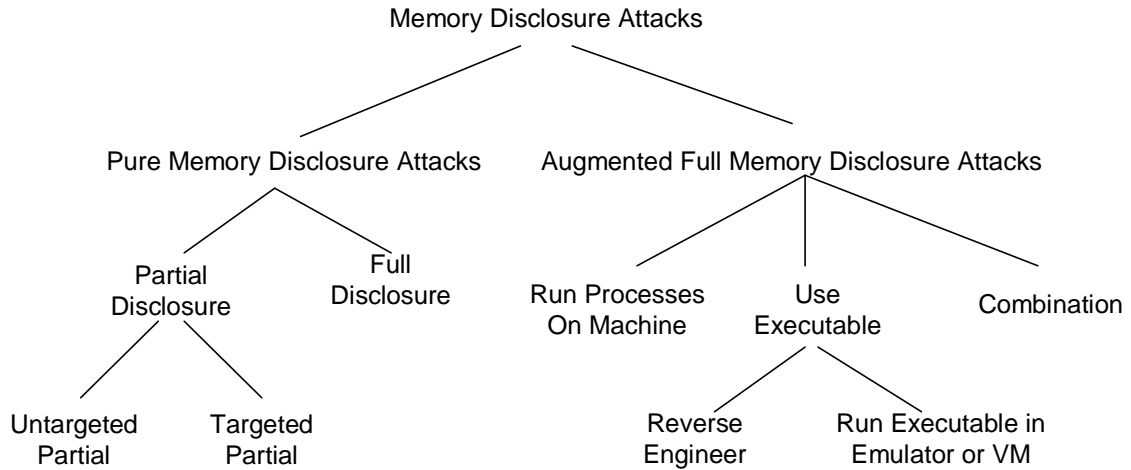 Memory Disclosure Attacks
Pure Memory Disclosure Attacks
Augmented Full Memory Disclosure Attacks
Partial
Disclosure
Full
Disclosure
Run Processes
On Machine
Use
Executable
Combination
Untargeted
Partial
Targeted
Partial
Reverse
Engineer
Run Executable in
Emulator or VM